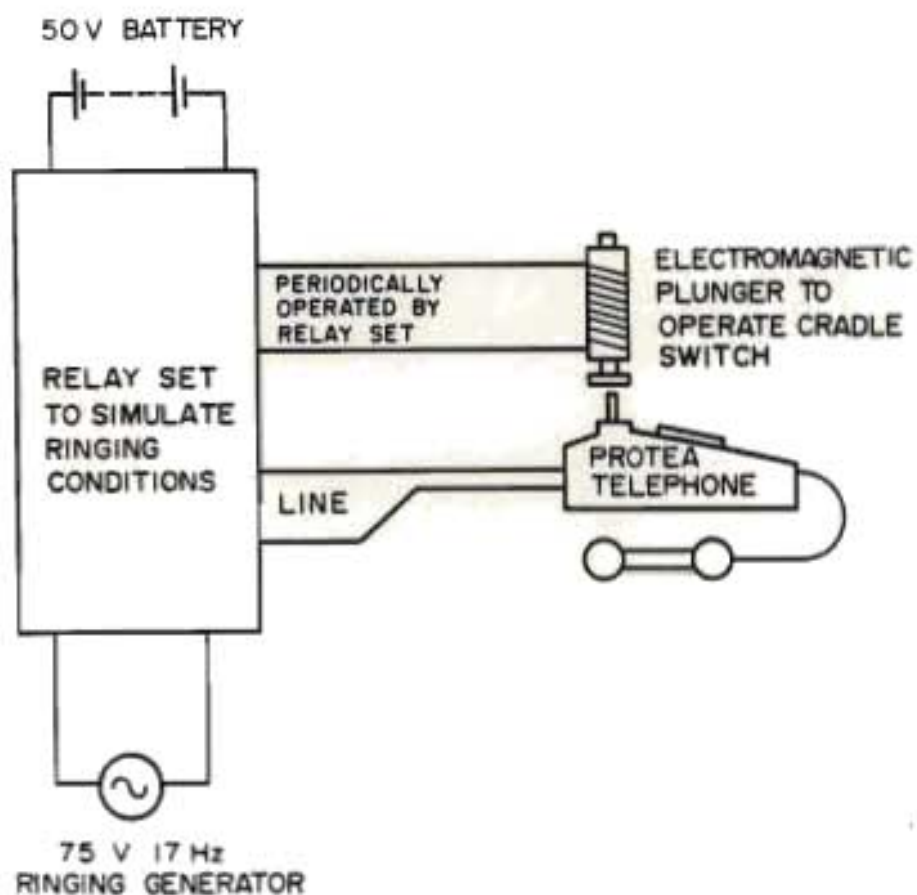 50V BATTERY
PERIODICALLY
OPERATED BY
RELAY SET
ELECTROMAGNETIC
PLUNGER TO
OPERATE CRADLE
SWITCH
RELAY SET
TO SIMULATE
RINGING
CONDITIONS
PROTEA
TELEPHONE
LINE
75 V 17 Hz
RINGING GENERATOR